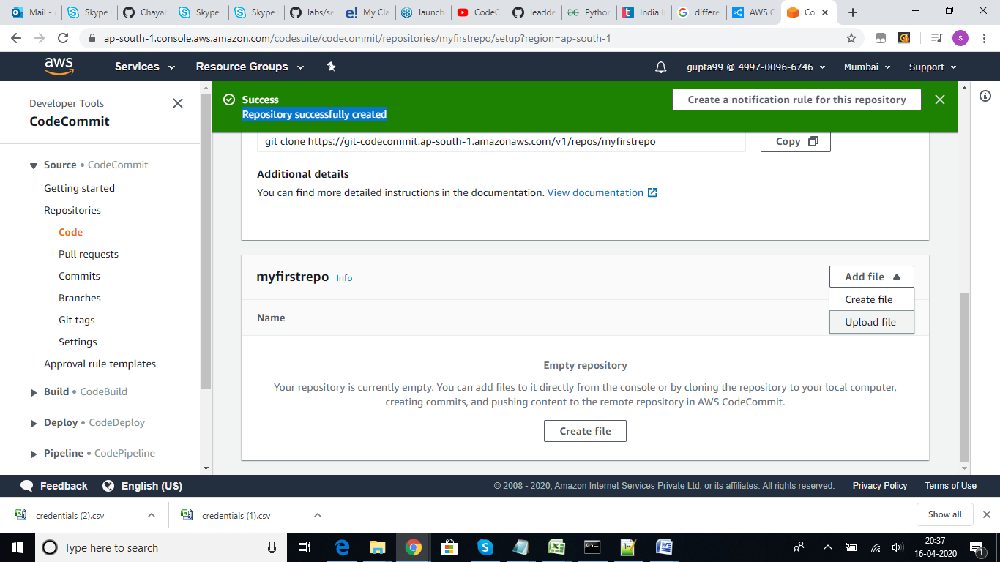 Mail -
Skype
Chayab
Skype
Skype
labs/se
My Cla
launch
CodeC
leadde
Python
India I
differe
AWS C
Co
ap-south-1.console.aws.amazon.com/codesuite/codecommit/repositories/myfirstrepo/setup?region=ap-south-1
s
aws
Services
Resource Groups
gupta99 @ 4997-0096-6746
Mumbai
Support
Developer Tools
CodeCommit
Source • CodeCommit
Getting started
Repositories
Code
Pull requests
Commits
Branches
Git tags
Settings
Approval rule templates
Build • CodeBuild
Deploy • CodeDeploy
Pipeline • CodePipeline
Success
Repository successfully created
Create a notification rule for this repository
git clone https://git-codecommit.ap-south-1.amazonaws.com/v1/repos/myfirstrepo
Copy
Additional details
You can find more detailed instructions in the documentation. View documentation
myfirstrepo Info
Add file
Create file
Upload file
Name
Empty repository
Your repository is currently empty. You can add files to it directly from the console or by cloning the repository to your local computer,
creating commits, and pushing content to the remote repository in AWS CodeCommit.
Create file
Feedback
English (US)
© 2008 - 2020, Amazon Internet Services Private Ltd. or its affiliates. All rights reserved.
Privacy Policy
Terms of Use
credentials (2).csv
credentials (1).csv
Show all
Type here to search
20:37
16-04-2020
1